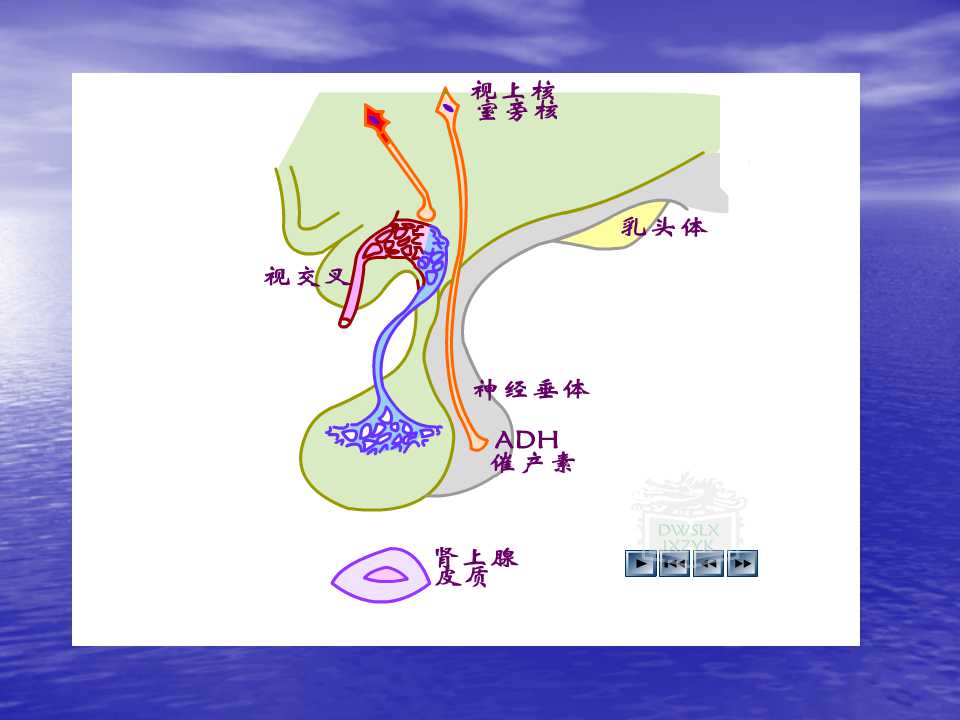 视上核
室旁核
乳头体
视交叉
神经垂体
ADH
催产素
DWSLX
JXZYK
肾上腺
皮质